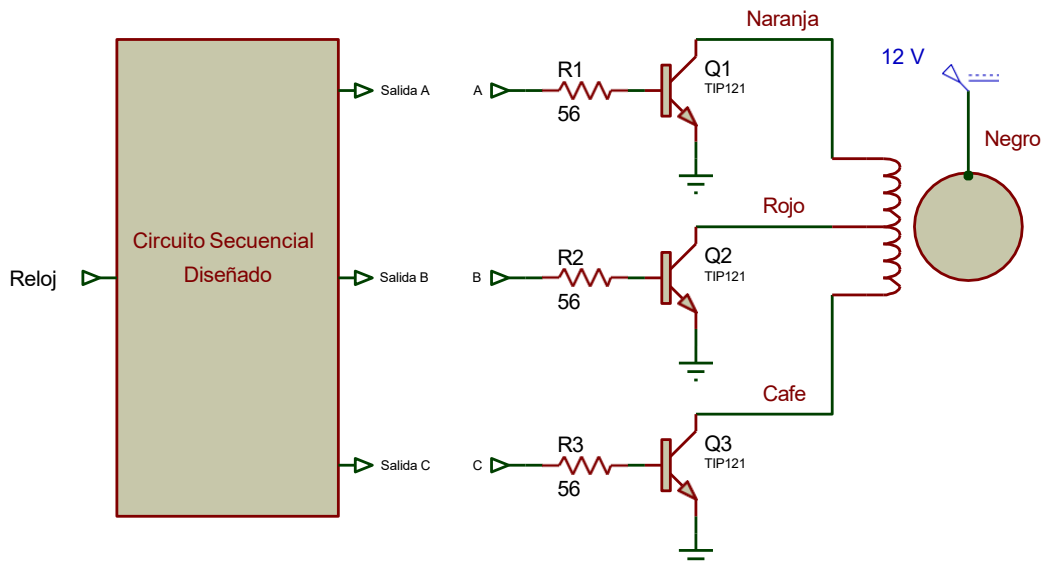 Naranja
12 V
R1
Q1
TIP121
Salida A
A
56
Negro
Rojo
Circuito Secuencial
Diseñado
R2
Q2
TIP121
Reloj
Salida B
B
56
Cafe
R3
Q3
TIP121
Salida C
C
56